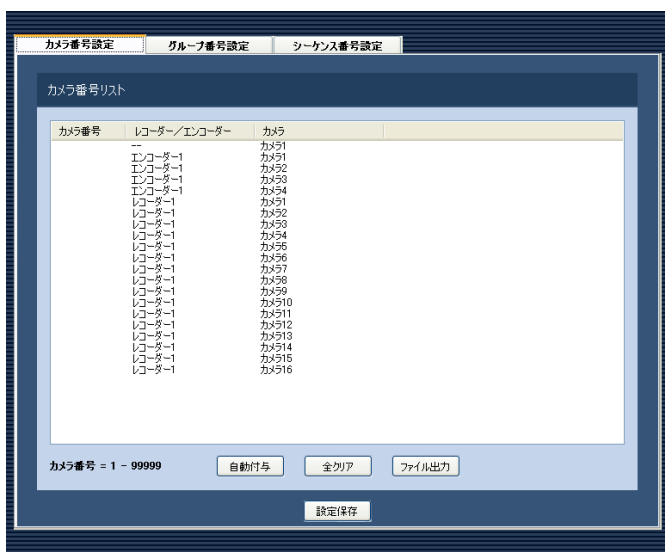 カメラ番号設定 グループ番号設定 シーケンス番号設定
カメラ番号リスト
カメラ番号 レコーダー／エンコーダー カメラ
-- カメラ1
エンコーダー1 カメラ1
エンコーダー1 カメラ2
エンコーダー1 カメラ3
エンコーダー1 カメラ4
レコーダー1 カメラ1
レコーダー1 カメラ2
レコーダー1 カメラ3
レコーダー1 カメラ4
レコーダー1 カメラ5
レコーダー1 カメラ6
レコーダー1 カメラ7
レコーダー1 カメラ8
レコーダー1 カメラ9
レコーダー1 カメラ10
レコーダー1 カメラ11
レコーダー1 カメラ12
レコーダー1 カメラ13
レコーダー1 カメラ14
レコーダー1 カメラ15
レコーダー1 カメラ16
カメラ番号 = 1 - 99999 自動付与 全クリア ファイル出力
設定保存